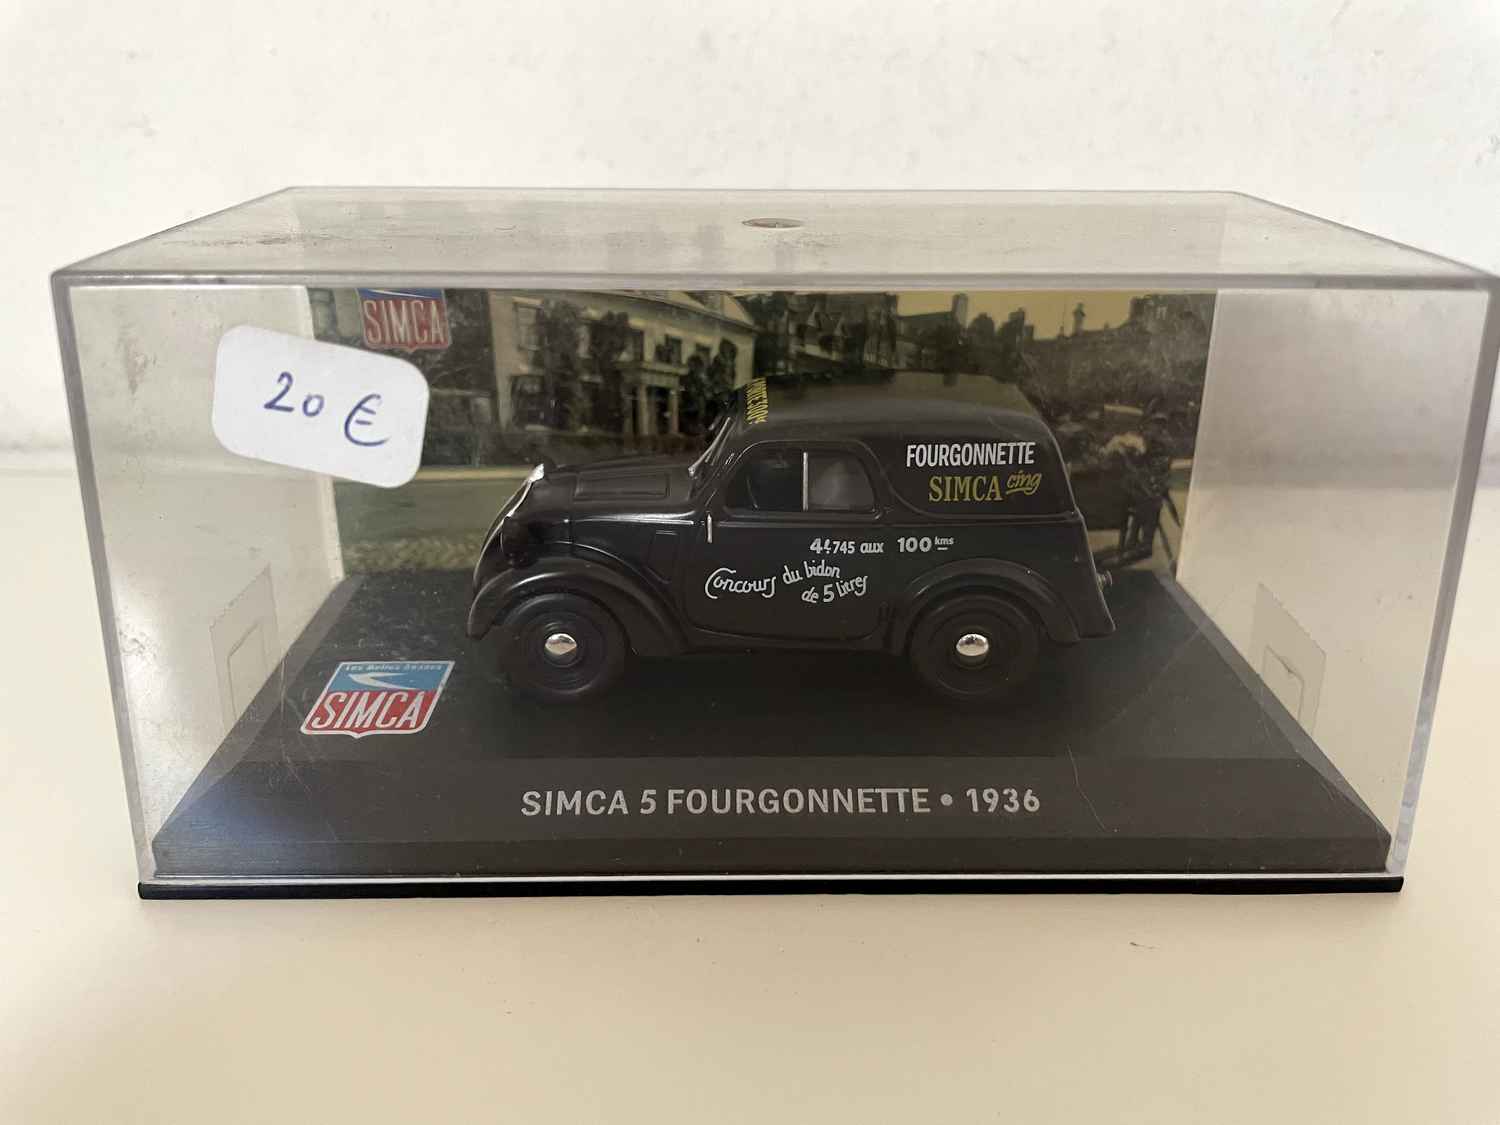 SIMCA
20 €
FOURGONNETTE
SIMCA cinq
4l.745 aux 100 kms
Concours du bidon
de 5 litres
Les Belles Années
SIMCA
SIMCA 5 FOURGONNETTE • 1936